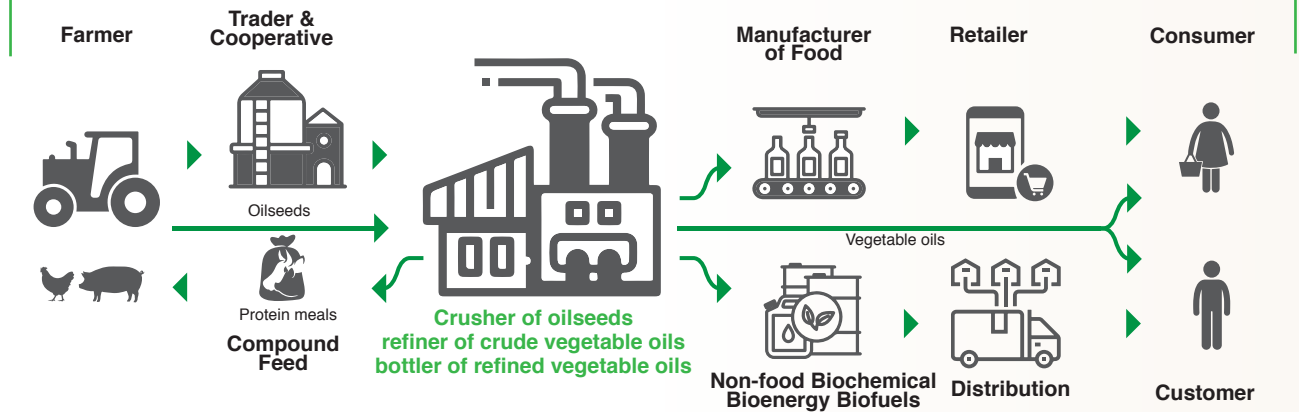 Farmer
Trader &
Cooperative
Manufacturer
of Food
Retailer
Consumer
Oilseeds
Vegetable oils
Protein meals
Compound
Feed
Crusher of oilseeds
refiner of crude vegetable oils
bottler of refined vegetable oils
Non-food Biochemical
Bioenergy Biofuels
Distribution
Customer